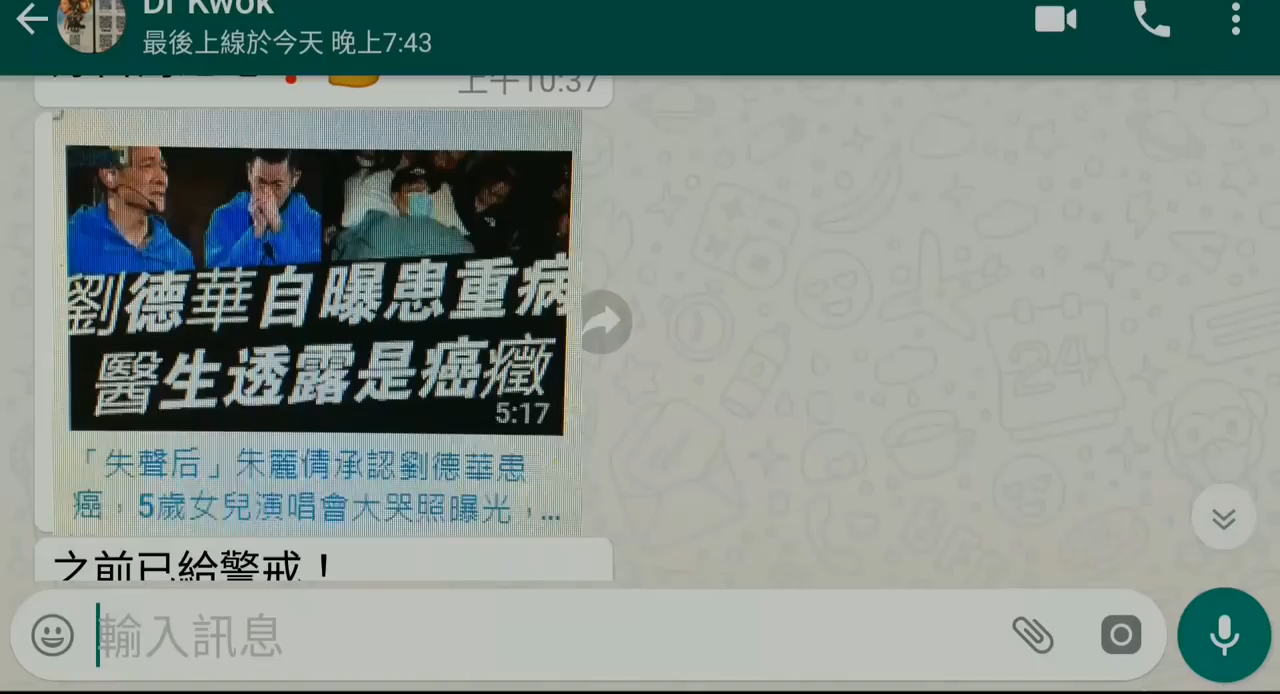 Dr Kwok
最後上線於今天 晚上7:43
上午10:37
劉德華自曝患重病
醫生透露是癌癥
5:17
「失聲后」朱麗倩承認劉德華患
癌，5歲女兒演唱會大哭照曝光，...
之前已給警戒！
輸入訊息